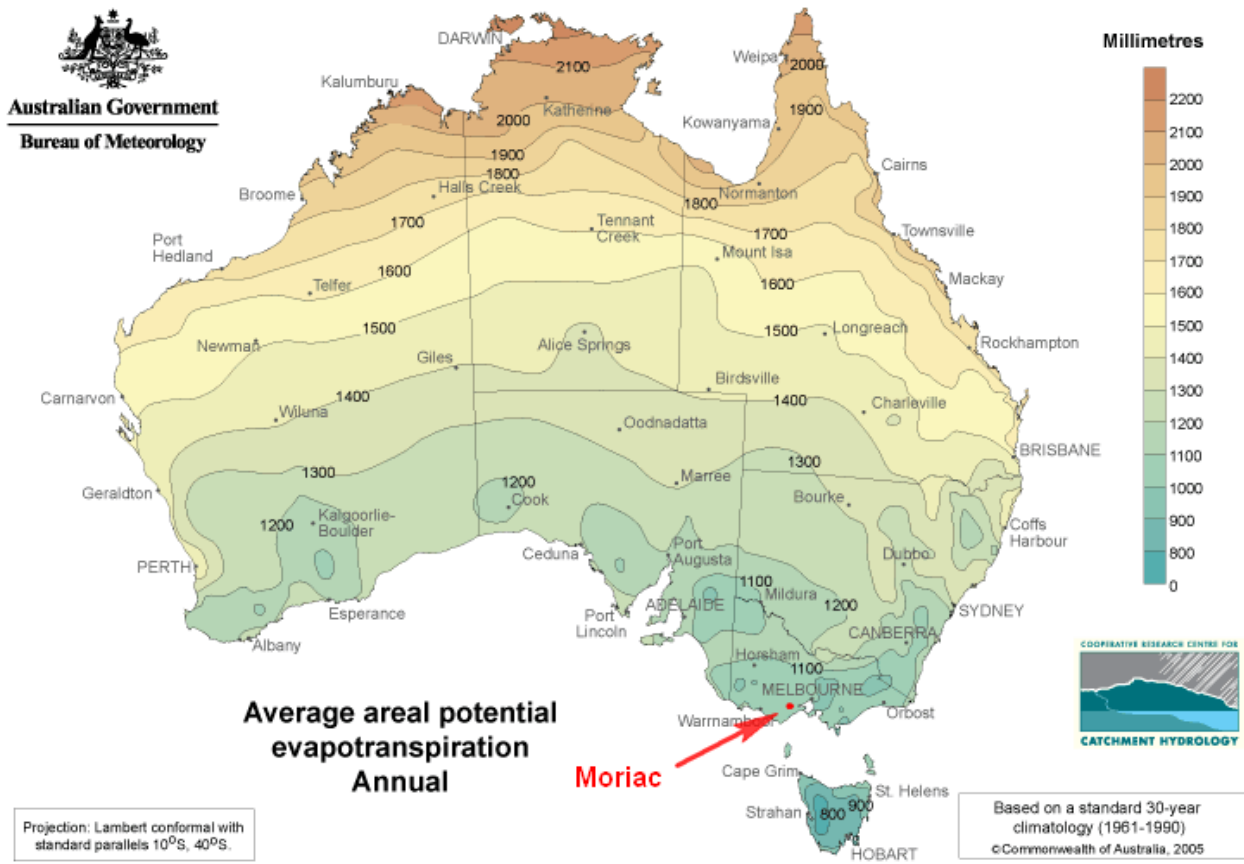 Australian Government
Bureau of Meteorology
DARWIN
2100
Weipa
2000
Millimetres
Kalumburu
Katherine
2000
1900
Kowanyama
1900
1800
Halls Creek
Broome
Normanton
1800
Cairns
1700
Tennant
Creek
1700
Townsville
Port
Hedland
1600
Mount Isa
1600
Mackay
Telfer
1500
1500
Longreach
Newman
Alice Springs
Rockhampton
Giles
Birdsville
1400
1400
Carnarvon
Wiluna
Charleville
Oodnadatta
BRISBANE
1300
1300
Marree
Geraldton
1200
Cook
Bourke
1200
Kalgoorlie-
Boulder
Coffs
Harbour
Ceduna
Port
Augusta
Dubbo
PERTH
1100
Mildura
Esperance
Port
Lincoln
ADELAIDE
1200
SYDNEY
Albany
CANBERRA
Horsham
1100
MELBOURNE
Warrnambool
Orbost
Cape Grim
St. Helens
Strahan
800
900
HOBART
2200
2100
2000
1900
1800
1700
1600
1500
1400
1300
1200
1100
1000
900
800
0
Average areal potential
evapotranspiration
Annual
Moriac
COOPERATIVE RESEARCH CENTRE FOR
CATCHMENT HYDROLOGY
Projection: Lambert conformal with
standard parallels 10°S, 40°S.
Based on a standard 30-year
climatology (1961-1990)
©Commonwealth of Australia, 2005